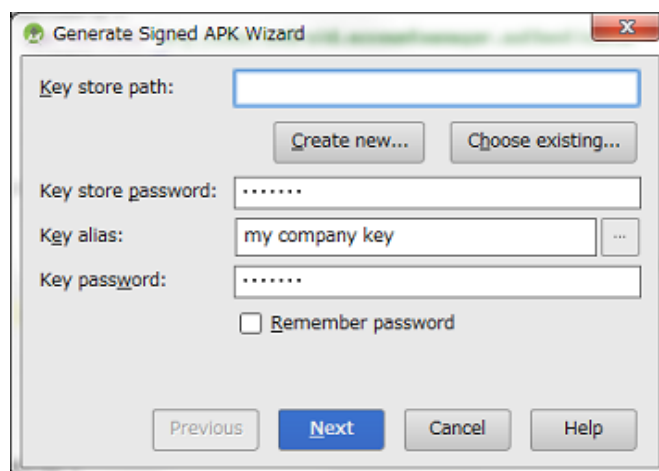 Generate Signed APK Wizard
Key store path:
Create new...
Choose existing...
Key store password: •••••••
Key alias: my company key ...
Key password: •••••••
Remember password
Previous
Next
Cancel
Help